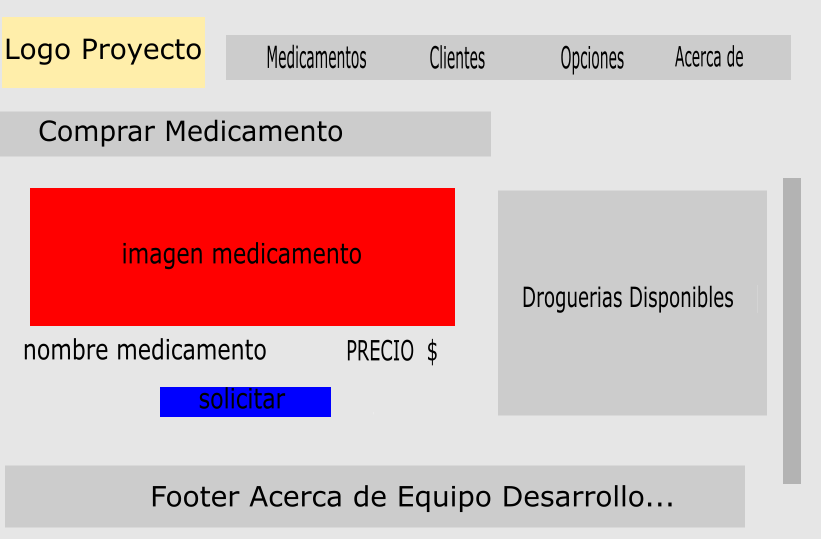 Logo Proyecto
Medicamentos Clientes Opciones Acerca de
Comprar Medicamento
imagen medicamento
Droguerias Disponibles
nombre medicamento PRECIO $
solicitar
Footer Acerca de Equipo Desarrollo...